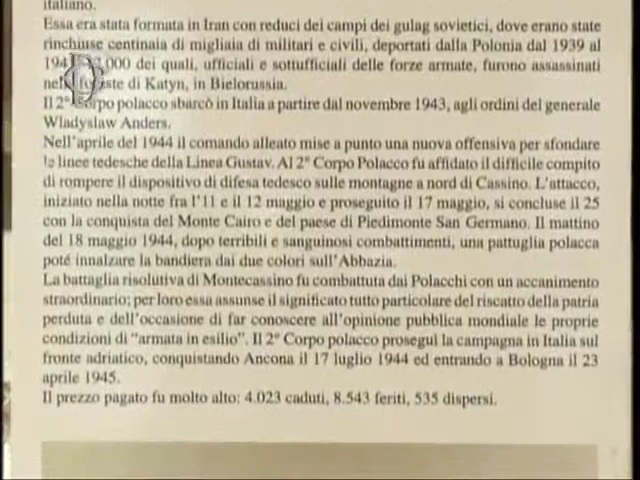 italiano.
Essa era stata formata in Iran con reduci dei campi dei gulag sovietici, dove erano state
rinchiuse centinaia di migliaia di militari e civili, deportati dalla Polonia dal 1939 al
000 dei quali, ufficiali e sottufficiali delle forze armate, furono assassinati
di Katyn, in Bielorussia.
Il 2° Corpo polacco sbarcò in Italia a partire dal novembre 1943, agli ordini del generale
Wladyslaw Anders.
Nell'aprile del 1944 il comando alleato mise a punto una nuova offensiva per sfondare
le linee tedesche della Linea Gustav. Al 2° Corpo Polacco fu affidato il difficile compito
di rompere il dispositivo di difesa tedesco sulle montagne a nord di Cassino. L'attacco,
iniziato nella notte fra l'11 e il 12 maggio e proseguito il 17 maggio, si concluse il 25
con la conquista del Monte Cairo e del paese di Piedimonte San Germano. Il mattino
del 18 maggio 1944, dopo terribili e sanguinosi combattimenti, una pattuglia polacca
poté innalzare la bandiera dai due colori sull'Abbazia.
La battaglia risolutiva di Montecassino fu combattuta dai Polacchi con un accanimento
straordinario; per loro essa assunse il significato tutto particolare del riscatto della patria
perduta e dell'occasione di far conoscere all'opinione pubblica mondiale le proprie
condizioni di "armata in esilio". Il 2° Corpo polacco proseguì la campagna in Italia sul
fronte adriatico, conquistando Ancona il 17 luglio 1944 ed entrando a Bologna il 23
aprile 1945.
Il prezzo pagato fu molto alto: 4.023 caduti, 8.543 feriti, 535 dispersi.